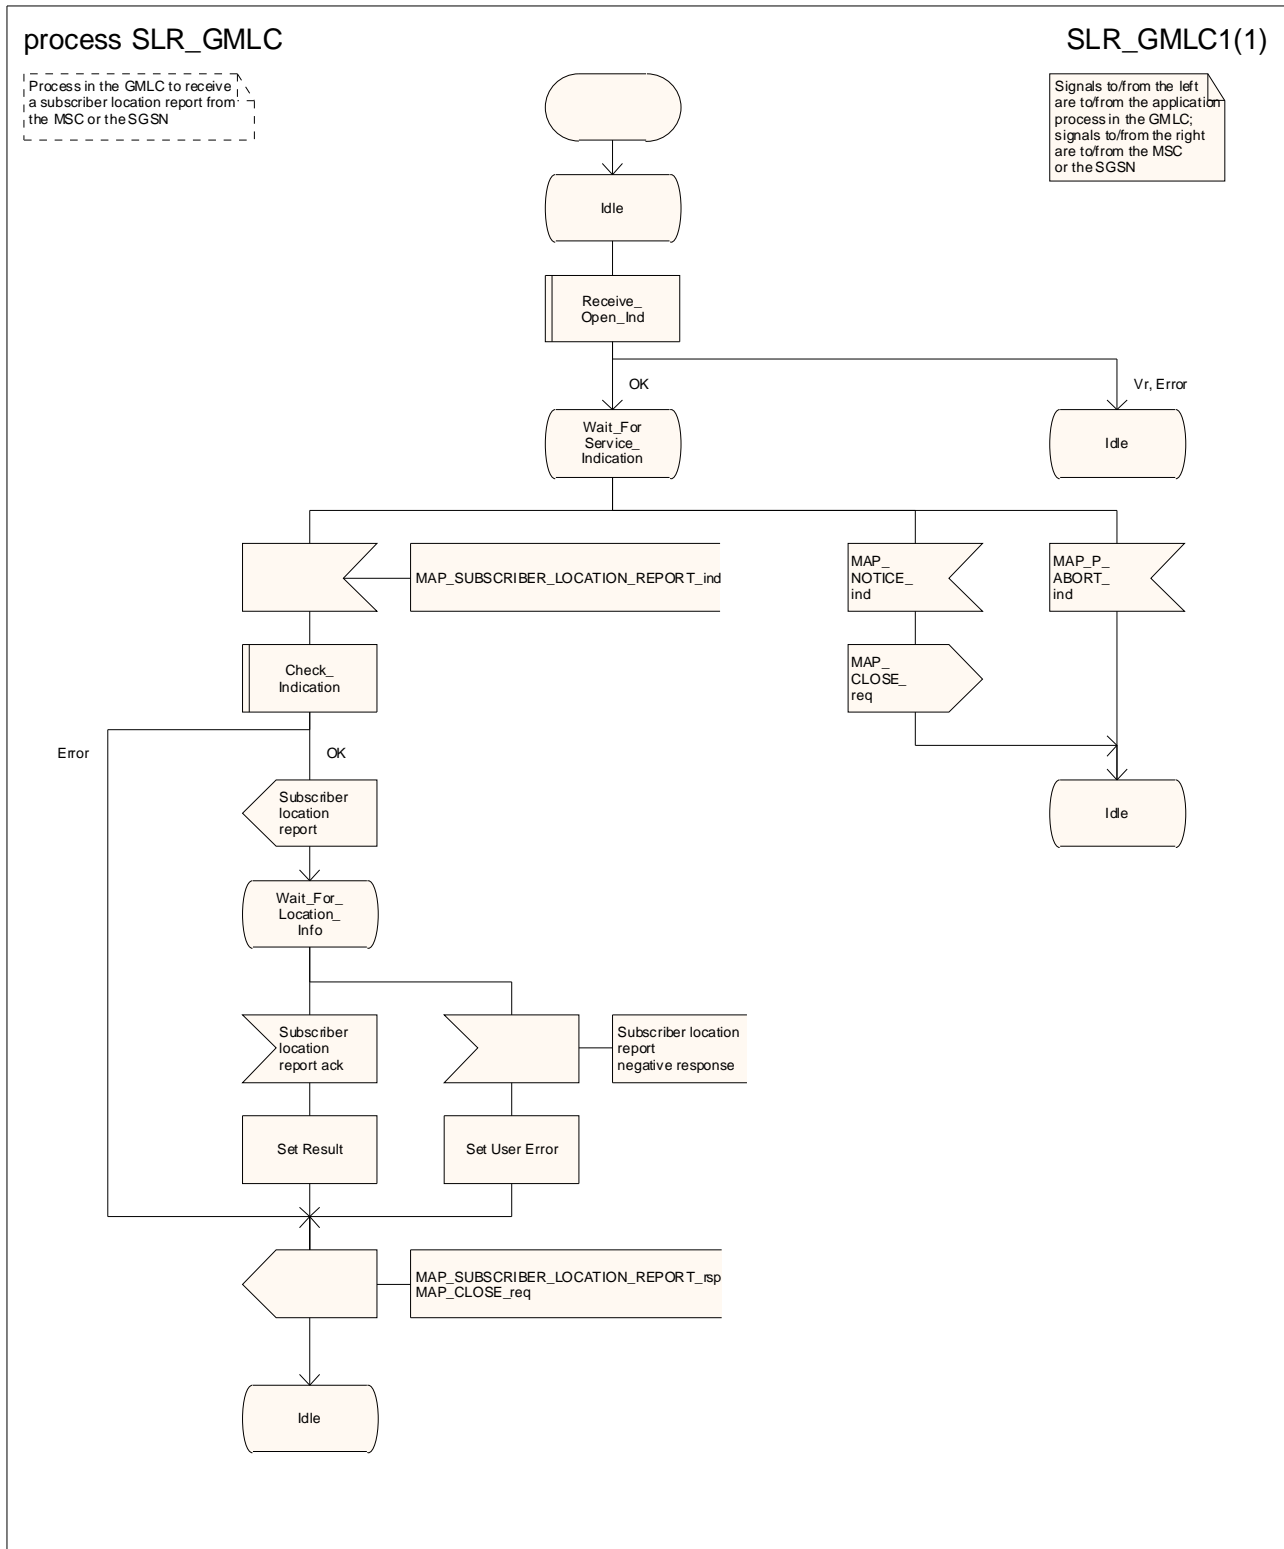 process SLR_GMLC
SLR_GMLC1(1)
Process in the GMLC to receive
a subscriber location report from
the MSC or the SGSN
Signals to/from the left
are to/from the application
process in the GMLC;
signals to/from the right
are to/from the MSC
or the SGSN
Idle
Receive_
Open_Ind
OK
Vr, Error
Wait_For
Service_
Indication
Idle
MAP_SUBSCRIBER_LOCATION_REPORT_ind
MAP_
NOTICE_
ind
MAP_P_
ABORT_
ind
Check_
Indication
MAP_
CLOSE_
req
Error
OK
Subscriber
location
report
Idle
Wait_For_
Location_
Info
Subscriber
location
report ack
Subscriber location
report
negative response
Set Result
Set User Error
MAP_SUBSCRIBER_LOCATION_REPORT_rsp
MAP_CLOSE_req
Idle